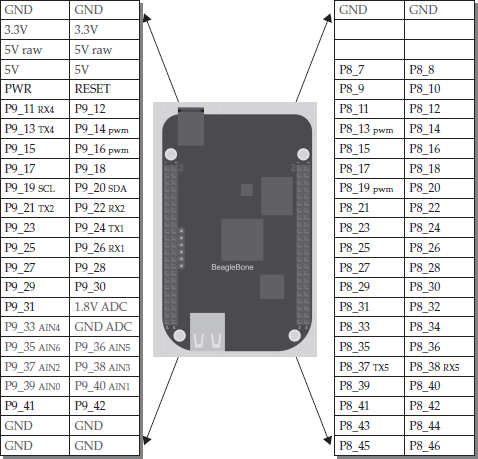 GND GND
3.3V 3.3V
5V raw 5V raw
5V 5V
PWR RESET
P9_11 RX4 P9_12
P9_13 TX4 P9_14 pwm
P9_15 P9_16 pwm
P9_17 P9_18
P9_19 SCL P9_20 SDA
P9_21 TX2 P9_22 RX2
P9_23 P9_24 TX1
P9_25 P9_26 RX1
P9_27 P9_28
P9_29 P9_30
P9_31 1.8V ADC
P9_33 AIN4 GND ADC
P9_35 AIN6 P9_36 AIN5
P9_37 AIN2 P9_38 AIN3
P9_39 AIN0 P9_40 AIN1
P9_41 P9_42
GND GND
GND GND
BeagleBone
GND GND
P8_7 P8_8
P8_9 P8_10
P8_11 P8_12
P8_13 pwm P8_14
P8_15 P8_16
P8_17 P8_18
P8_19 pwm P8_20
P8_21 P8_22
P8_23 P8_24
P8_25 P8_26
P8_27 P8_28
P8_29 P8_30
P8_31 P8_32
P8_33 P8_34
P8_35 P8_36
P8_37 TX5 P8_38 RX5
P8_39 P8_40
P8_41 P8_42
P8_43 P8_44
P8_45 P8_46